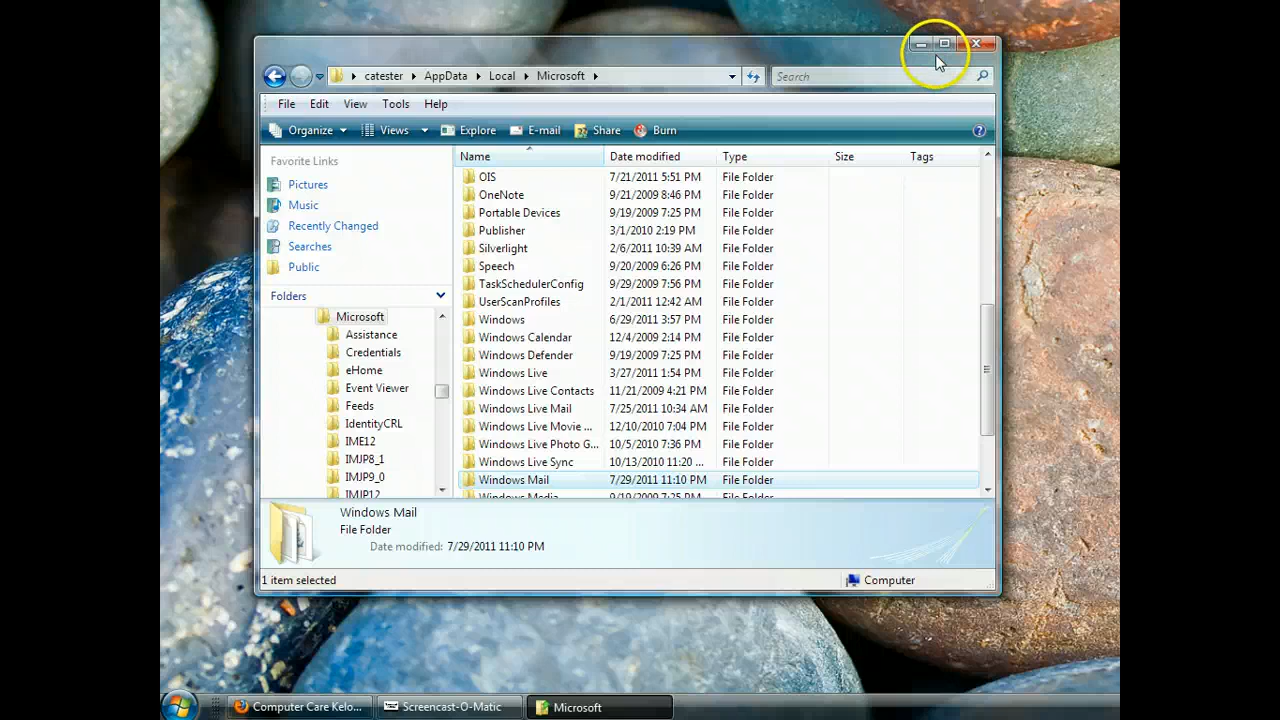 catester AppData Local Microsoft Search
File Edit View Tools Help
Organize Views Explore E-mail Share Burn
Favorite Links
Pictures
Music
Recently Changed
Searches
Public
Folders
Microsoft
Assistance
Credentials
eHome
Event Viewer
Feeds
IdentityCRL
IME12
IMJP8_1
IMJP9_0
IMJP12
Name Date modified Type Size Tags
OIS 7/21/2011 5:51 PM File Folder
OneNote 9/21/2009 8:46 PM File Folder
Portable Devices 9/19/2009 7:25 PM File Folder
Publisher 3/1/2010 2:19 PM File Folder
Silverlight 2/6/2011 10:39 AM File Folder
Speech 9/20/2009 6:26 PM File Folder
TaskSchedulerConfig 9/29/2009 7:56 PM File Folder
UserScanProfiles 2/1/2011 12:42 AM File Folder
Windows 6/29/2011 3:57 PM File Folder
Windows Calendar 12/4/2009 2:14 PM File Folder
Windows Defender 9/19/2009 7:25 PM File Folder
Windows Live 3/27/2011 1:54 PM File Folder
Windows Live Contacts 11/21/2009 4:21 PM File Folder
Windows Live Mail 7/25/2011 10:34 AM File Folder
Windows Live Movie ... 12/10/2010 7:04 PM File Folder
Windows Live Photo G... 10/5/2010 7:36 PM File Folder
Windows Live Sync 10/13/2010 11:20 ... File Folder
Windows Mail 7/29/2011 11:10 PM File Folder
Windows Media 9/19/2009 7:25 PM File Folder
Windows Mail
File Folder
Date modified: 7/29/2011 11:10 PM
1 item selected Computer
Computer Care Kelo... Screencast-O-Matic Microsoft